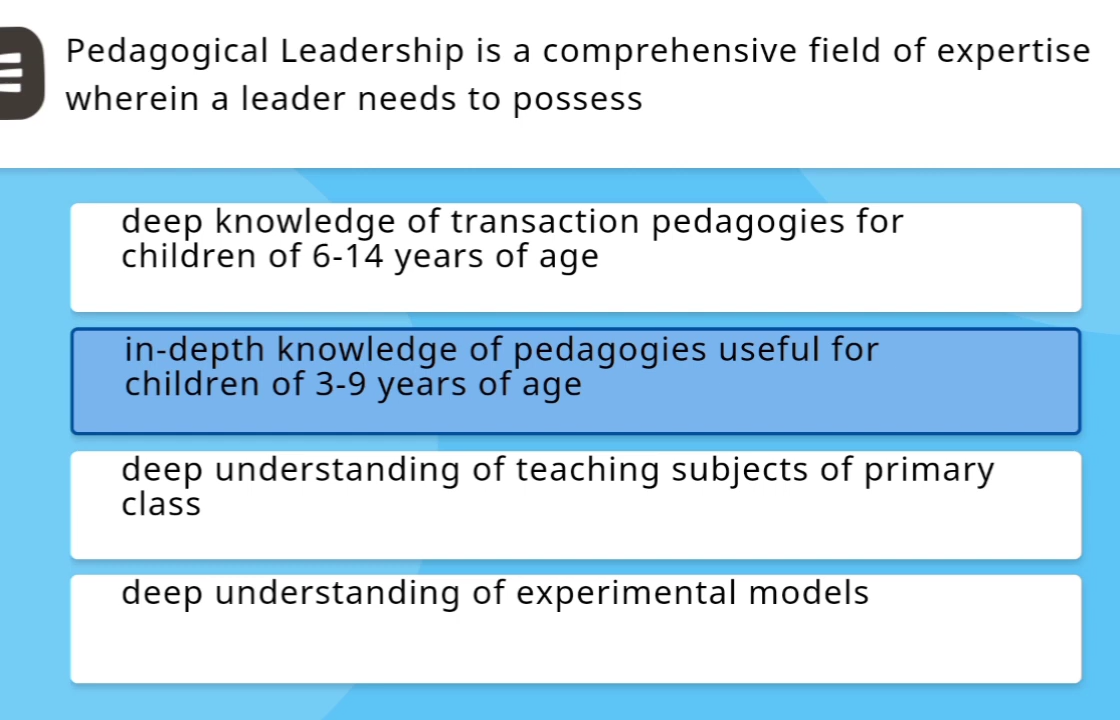 Pedagogical Leadership is a comprehensive field of expertise
wherein a leader needs to possess
deep knowledge of transaction pedagogies for
children of 6-14 years of age
in-depth knowledge of pedagogies useful for
children of 3-9 years of age
deep understanding of teaching subjects of primary
class
deep understanding of experimental models